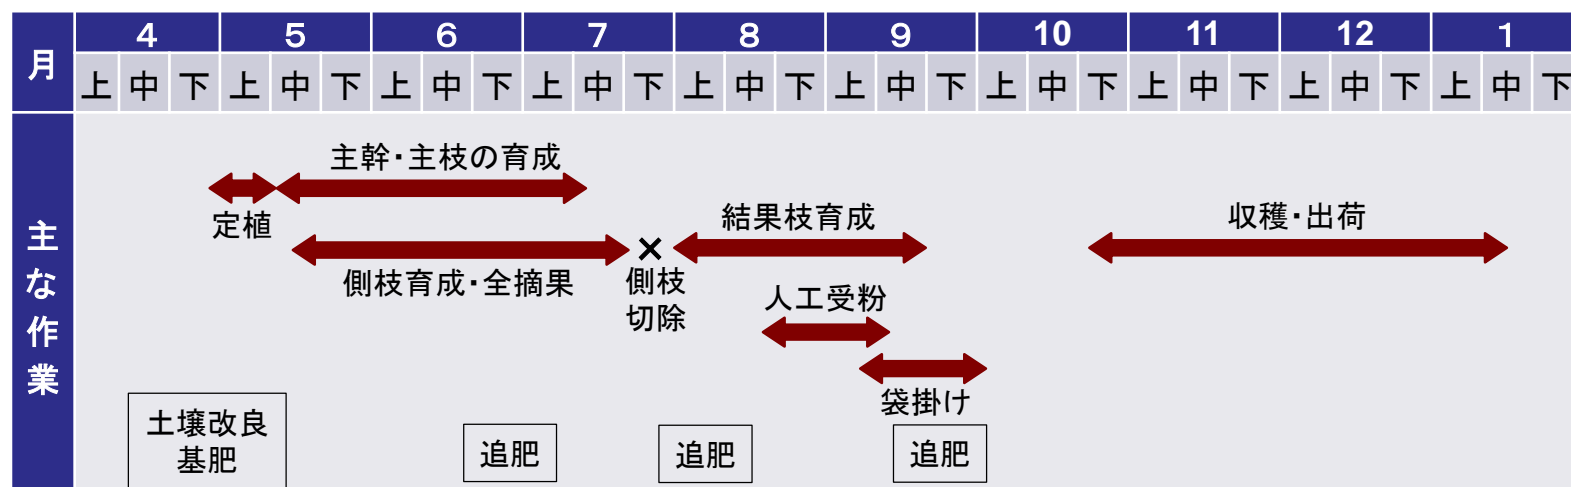 月
4 5 6 7 8 9 10 11 12 1
上 中 下 上 中 下 上 中 下 上 中 下 上 中 下 上 中 下 上 中 下 上 中 下 上 中 下 上 中 下
主な作業
主幹・主枝の育成
定植
結果枝育成
収穫・出荷
側枝育成・全摘果
側枝
切除
人工受粉
袋掛け
土壌改良
基肥
追肥
追肥
追肥